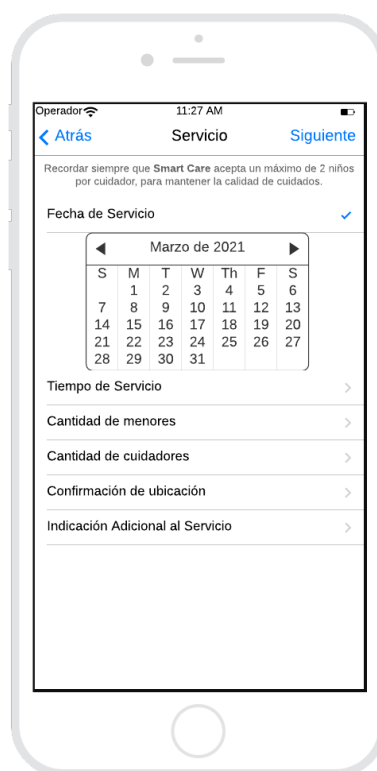 Operador 11:27 AM
Atrás Servicio Siguiente
Recordar siempre que Smart Care acepta un máximo de 2 niños
por cuidador, para mantener la calidad de cuidados.
Fecha de Servicio
Marzo de 2021
S M T W Th F S
1 2 3 4 5 6
7 8 9 10 11 12 13
14 15 16 17 18 19 20
21 22 23 24 25 26 27
28 29 30 31
Tiempo de Servicio
Cantidad de menores
Cantidad de cuidadores
Confirmación de ubicación
Indicación Adicional al Servicio